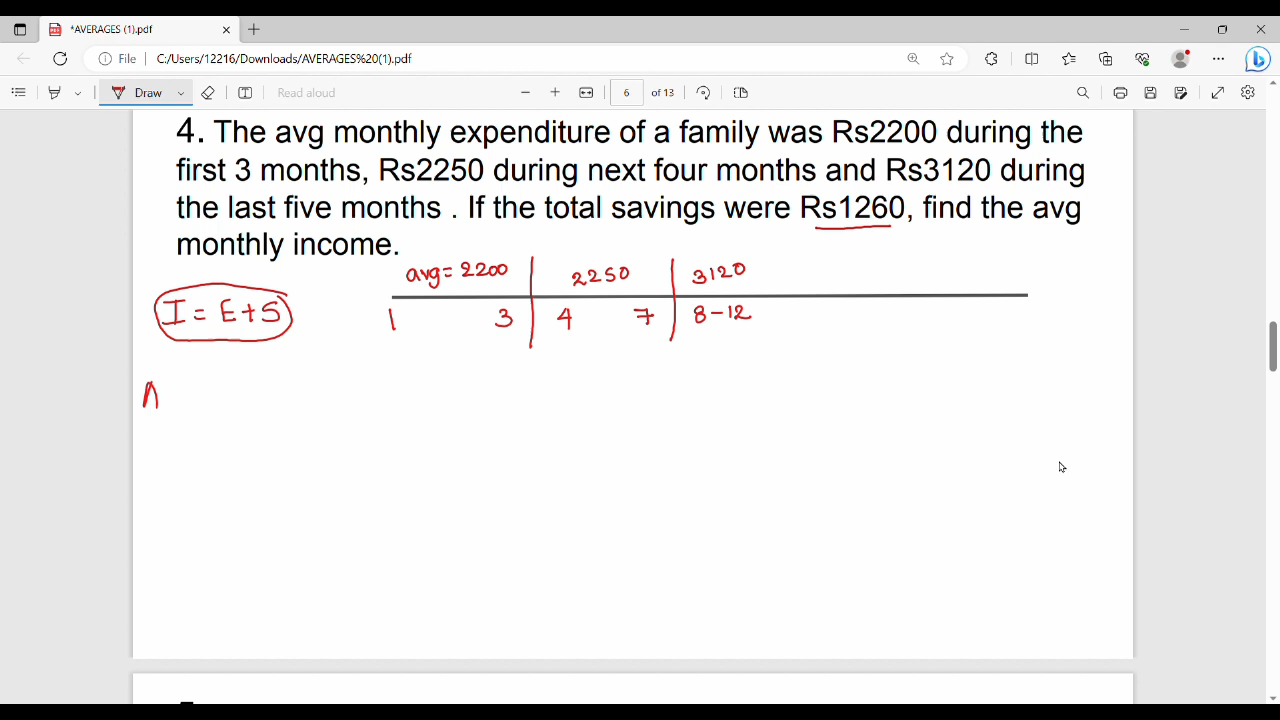 *AVERAGES (1).pdf
File C:/Users/12216/Downloads/AVERAGES%20(1).pdf
Draw Read aloud 6 of 13
4. The avg monthly expenditure of a family was Rs2200 during the
first 3 months, Rs2250 during next four months and Rs3120 during
the last five months . If the total savings were Rs1260, find the avg
monthly income.
avg = 2200 2250 3120
I = E + S 1 3 4 7 8 - 12